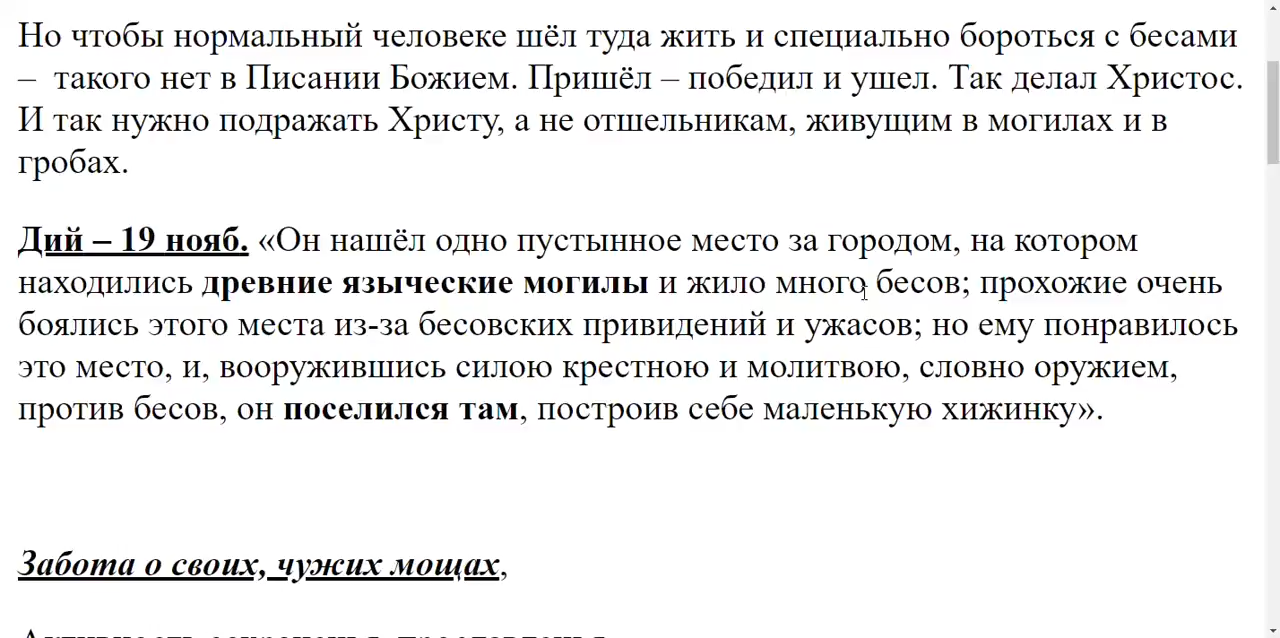 Но чтобы нормальный человеке шёл туда жить и специально бороться с бесами
– такого нет в Писании Божием. Пришёл – победил и ушел. Так делал Христос.
И так нужно подражать Христу, а не отшельникам, живущим в могилах и в
гробах.
Дий – 19 нояб. «Он нашёл одно пустынное место за городом, на котором
находились древние языческие могилы и жило много бесов; прохожие очень
боялись этого места из-за бесовских привидений и ужасов; но ему понравилось
это место, и, вооружившись силою крестною и молитвою, словно оружием,
против бесов, он поселился там, построив себе маленькую хижинку».
Забота о своих, чужих мощах,